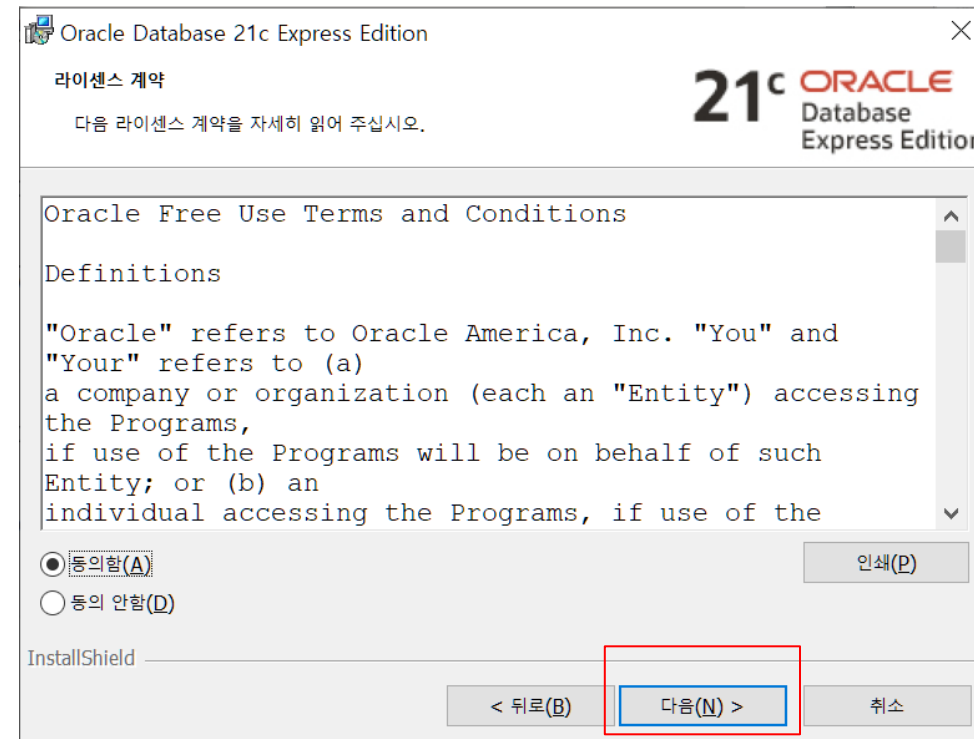 Oracle Database 21c Express Edition
라이센스 계약
다음 라이센스 계약을 자세히 읽어 주십시오.
21c ORACLE
Database
Express Edition
Oracle Free Use Terms and Conditions
Definitions
"Oracle" refers to Oracle America, Inc. "You" and
"Your" refers to (a)
a company or organization (each an "Entity") accessing
the Programs,
if use of the Programs will be on behalf of such
Entity; or (b) an
individual accessing the Programs, if use of the
동의함(A)
인쇄(P)
동의 안함(D)
InstallShield
< 뒤로(B)
다음(N) >
취소